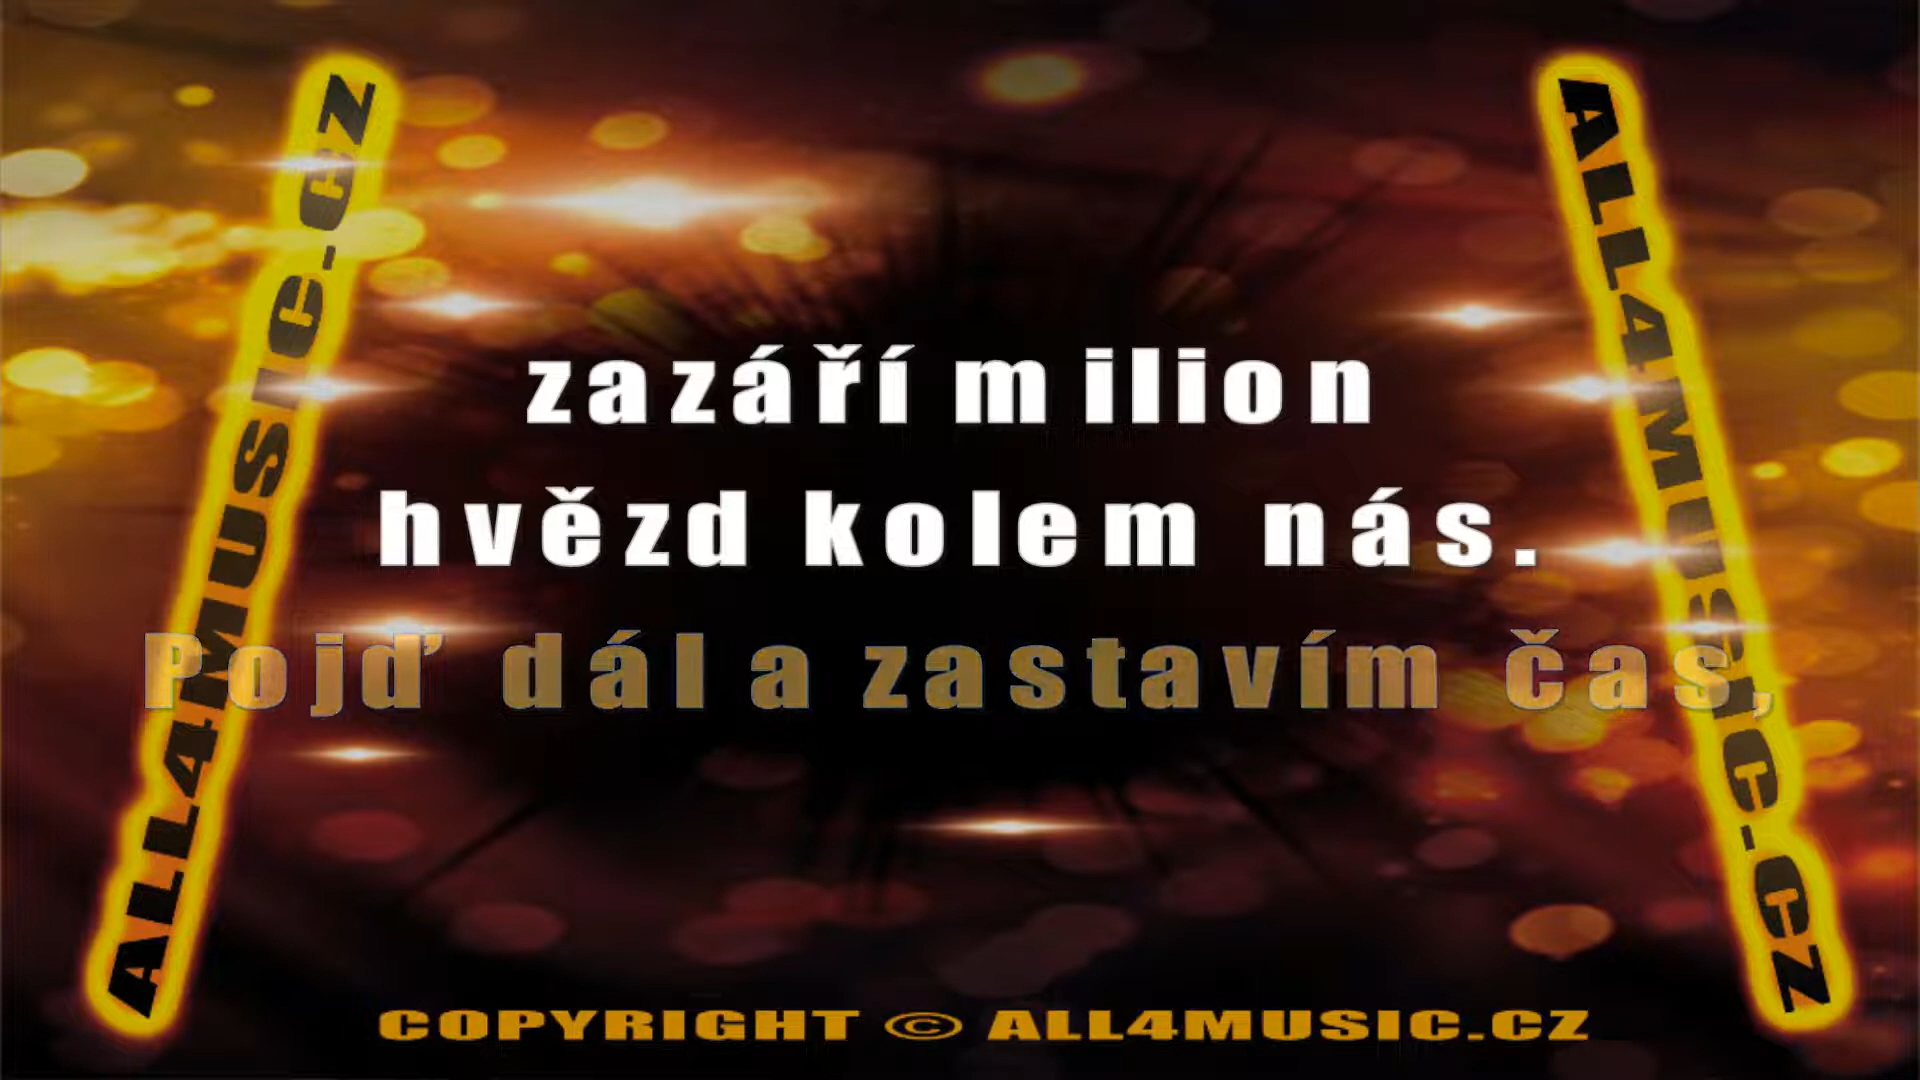 zazáří milion
hvězd kolem nás.
Pojď dál a zastavím čas,
ALL4MUSIC.CZ
ALL4MUSIC.CZ
COPYRIGHT © ALL4MUSIC.CZ